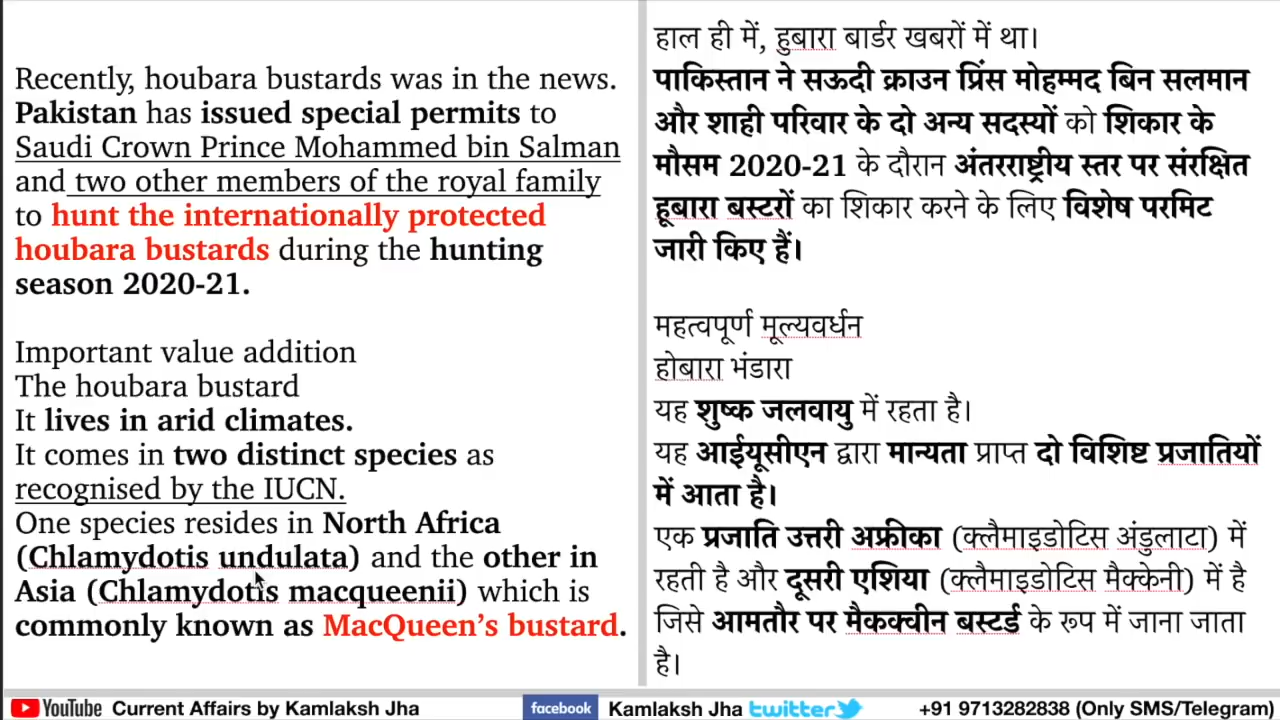 Recently, houbara bustards was in the news.
Pakistan has issued special permits to
Saudi Crown Prince Mohammed bin Salman
and two other members of the royal family
to hunt the internationally protected
houbara bustards during the hunting
season 2020-21.
Important value addition
The houbara bustard
It lives in arid climates.
It comes in two distinct species as
recognised by the IUCN.
One species resides in North Africa
(Chlamydotis undulata) and the other in
Asia (Chlamydotis macqueenii) which is
commonly known as MacQueen’s bustard.
हाल ही में, हुबारा बार्डर खबरों में था।
पाकिस्तान ने सऊदी क्राउन प्रिंस मोहम्मद बिन सलमान
और शाही परिवार के दो अन्य सदस्यों को शिकार के
मौसम 2020-21 के दौरान अंतरराष्ट्रीय स्तर पर संरक्षित
हूबारा बस्टरों का शिकार करने के लिए विशेष परमिट
जारी किए हैं।
महत्वपूर्ण मूल्यवर्धन
होबारा भंडारा
यह शुष्क जलवायु में रहता है।
यह आईयूसीएन द्वारा मान्यता प्राप्त दो विशिष्ट प्रजातियों
में आता है।
एक प्रजाति उत्तरी अफ्रीका (क्लैमाइडोटिस अंडुलाटा) में
रहती है और दूसरी एशिया (क्लैमाइडोटिस मैक्केनी) में है
जिसे आमतौर पर मैकक्वीन बस्टर्ड के रूप में जाना जाता
है।
YouTube Current Affairs by Kamlaksh Jha facebook Kamlaksh Jha twitter +91 9713282838 (Only SMS/Telegram)